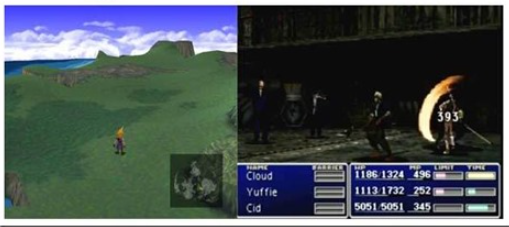 393
NAME BARRIER HP MP LIMIT TIME
Cloud 1186/1324 496
Yuffie 1113/1732 252
Cid 5051/5051 345